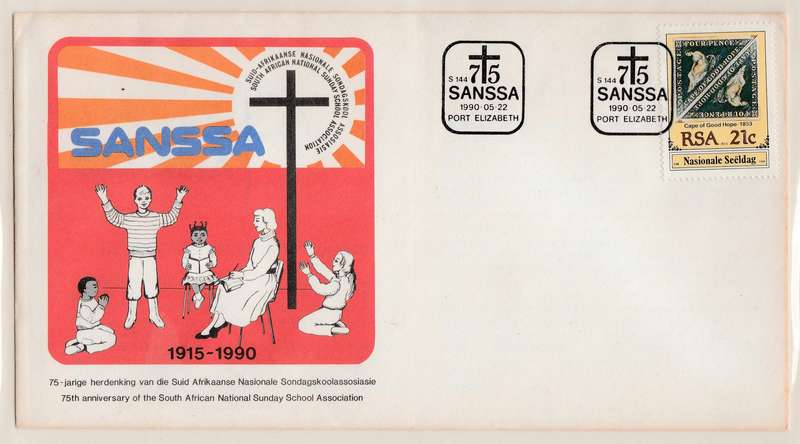 SUID-AFRIKAANSE NASIONALE SONDAGSKOOL ASSOSIASIE
SOUTH AFRICAN NATIONAL SUNDAY SCHOOL ASSOCIATION
SANSSA
1915-1990
75-jarige herdenking van die Suid Afrikaanse Nasionale Sondagskoolassosiasie
75th anniversary of the South African National Sunday School Association
S 144
75
SANSSA
1990·05·22
PORT ELIZABETH
S 144
75
SANSSA
1990·05·22
PORT ELIZABETH
POSTAGE
FOUR PENCE
Cape of Good Hope · 1853
RSA 21c
Nasionale Seëldag